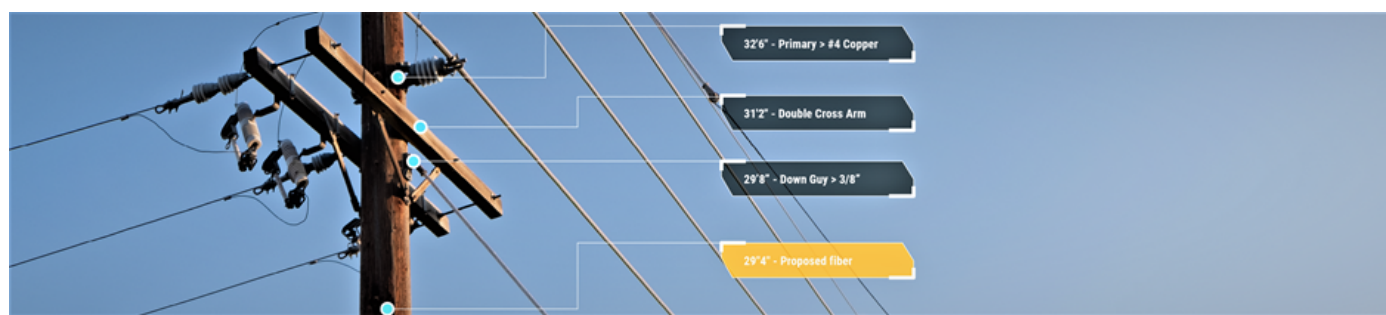 32'6" - Primary > #4 Copper
31'2" - Double Cross Arm
29'8" - Down Guy > 3/8"
29'4" - Proposed fiber